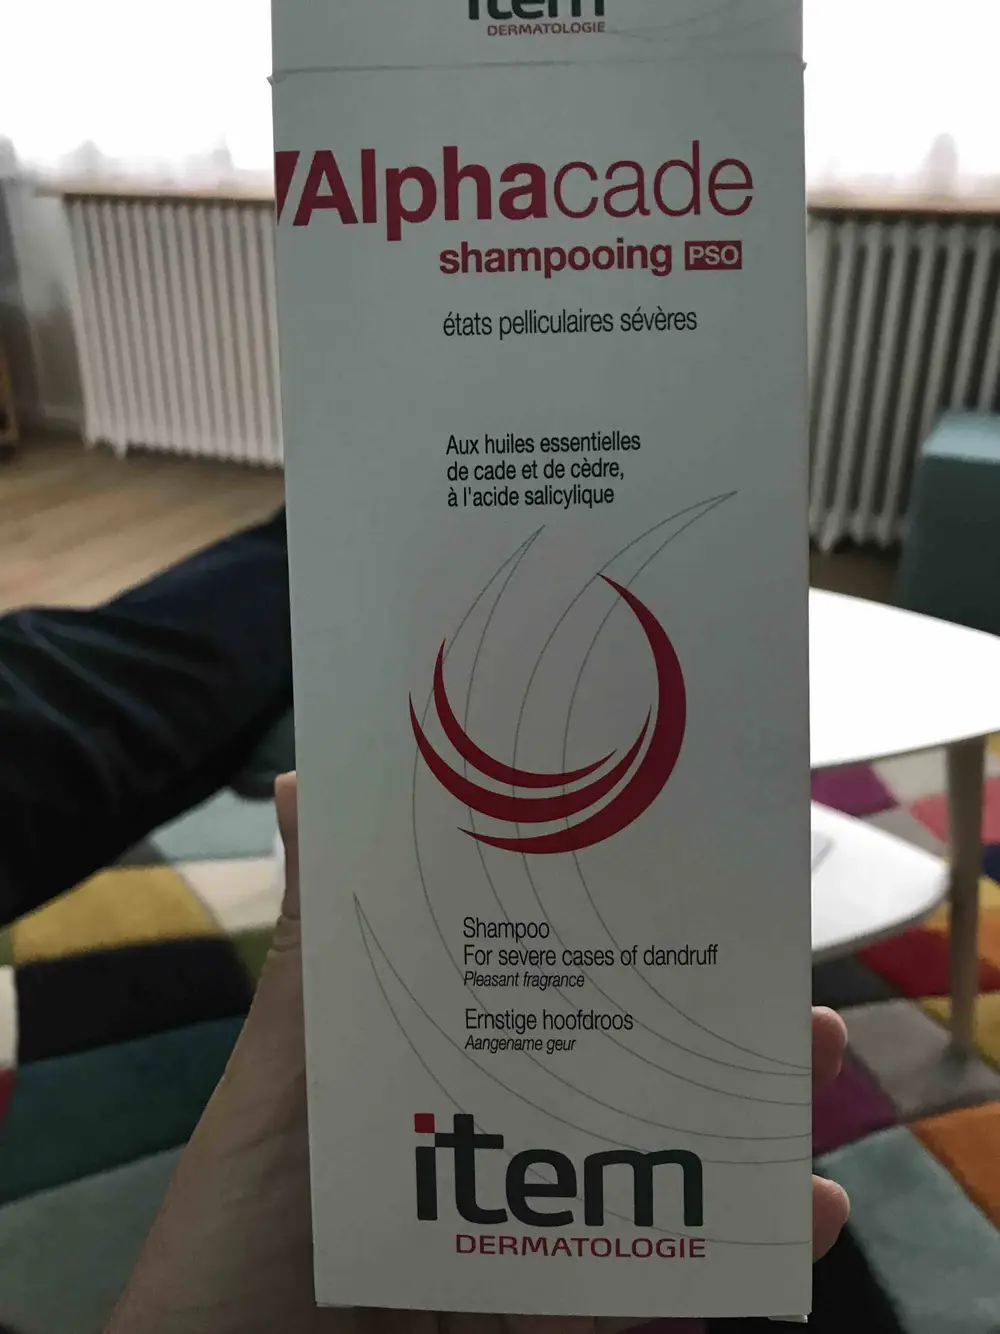 item
DERMATOLOGIE
Alphacade
shampooing PSO
états pelliculaires sévères
Aux huiles essentielles
de cade et de cèdre,
à l'acide salicylique
Shampoo
For severe cases of dandruff
Pleasant fragrance
Ernstige hoofdroos
Aangename geur
item
DERMATOLOGIE